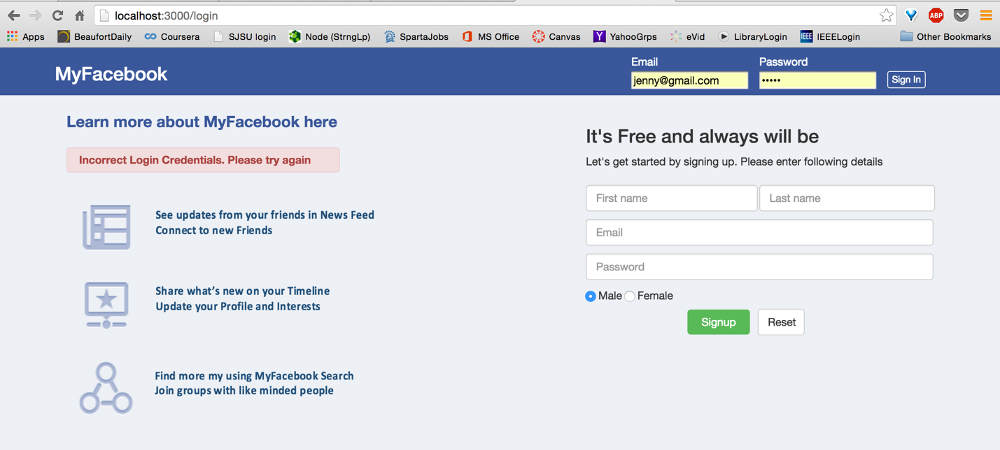 localhost:3000/login
ABP
Apps BeaufortDaily Coursera SJSU login Node (StrngLp) SpartaJobs MS Office Canvas Y YahooGrps eVid LibraryLogin IEEE IEEELogin Other Bookmarks
Email Password
MyFacebook
jenny@gmail.com ••••• Sign In
Learn more about MyFacebook here
Incorrect Login Credentials. Please try again
See updates from your friends in News Feed
Connect to new Friends
Share what’s new on your Timeline
Update your Profile and Interests
Find more my using MyFacebook Search
Join groups with like minded people
It's Free and always will be
Let's get started by signing up. Please enter following details
First name Last name
Email
Password
Male Female
Signup Reset